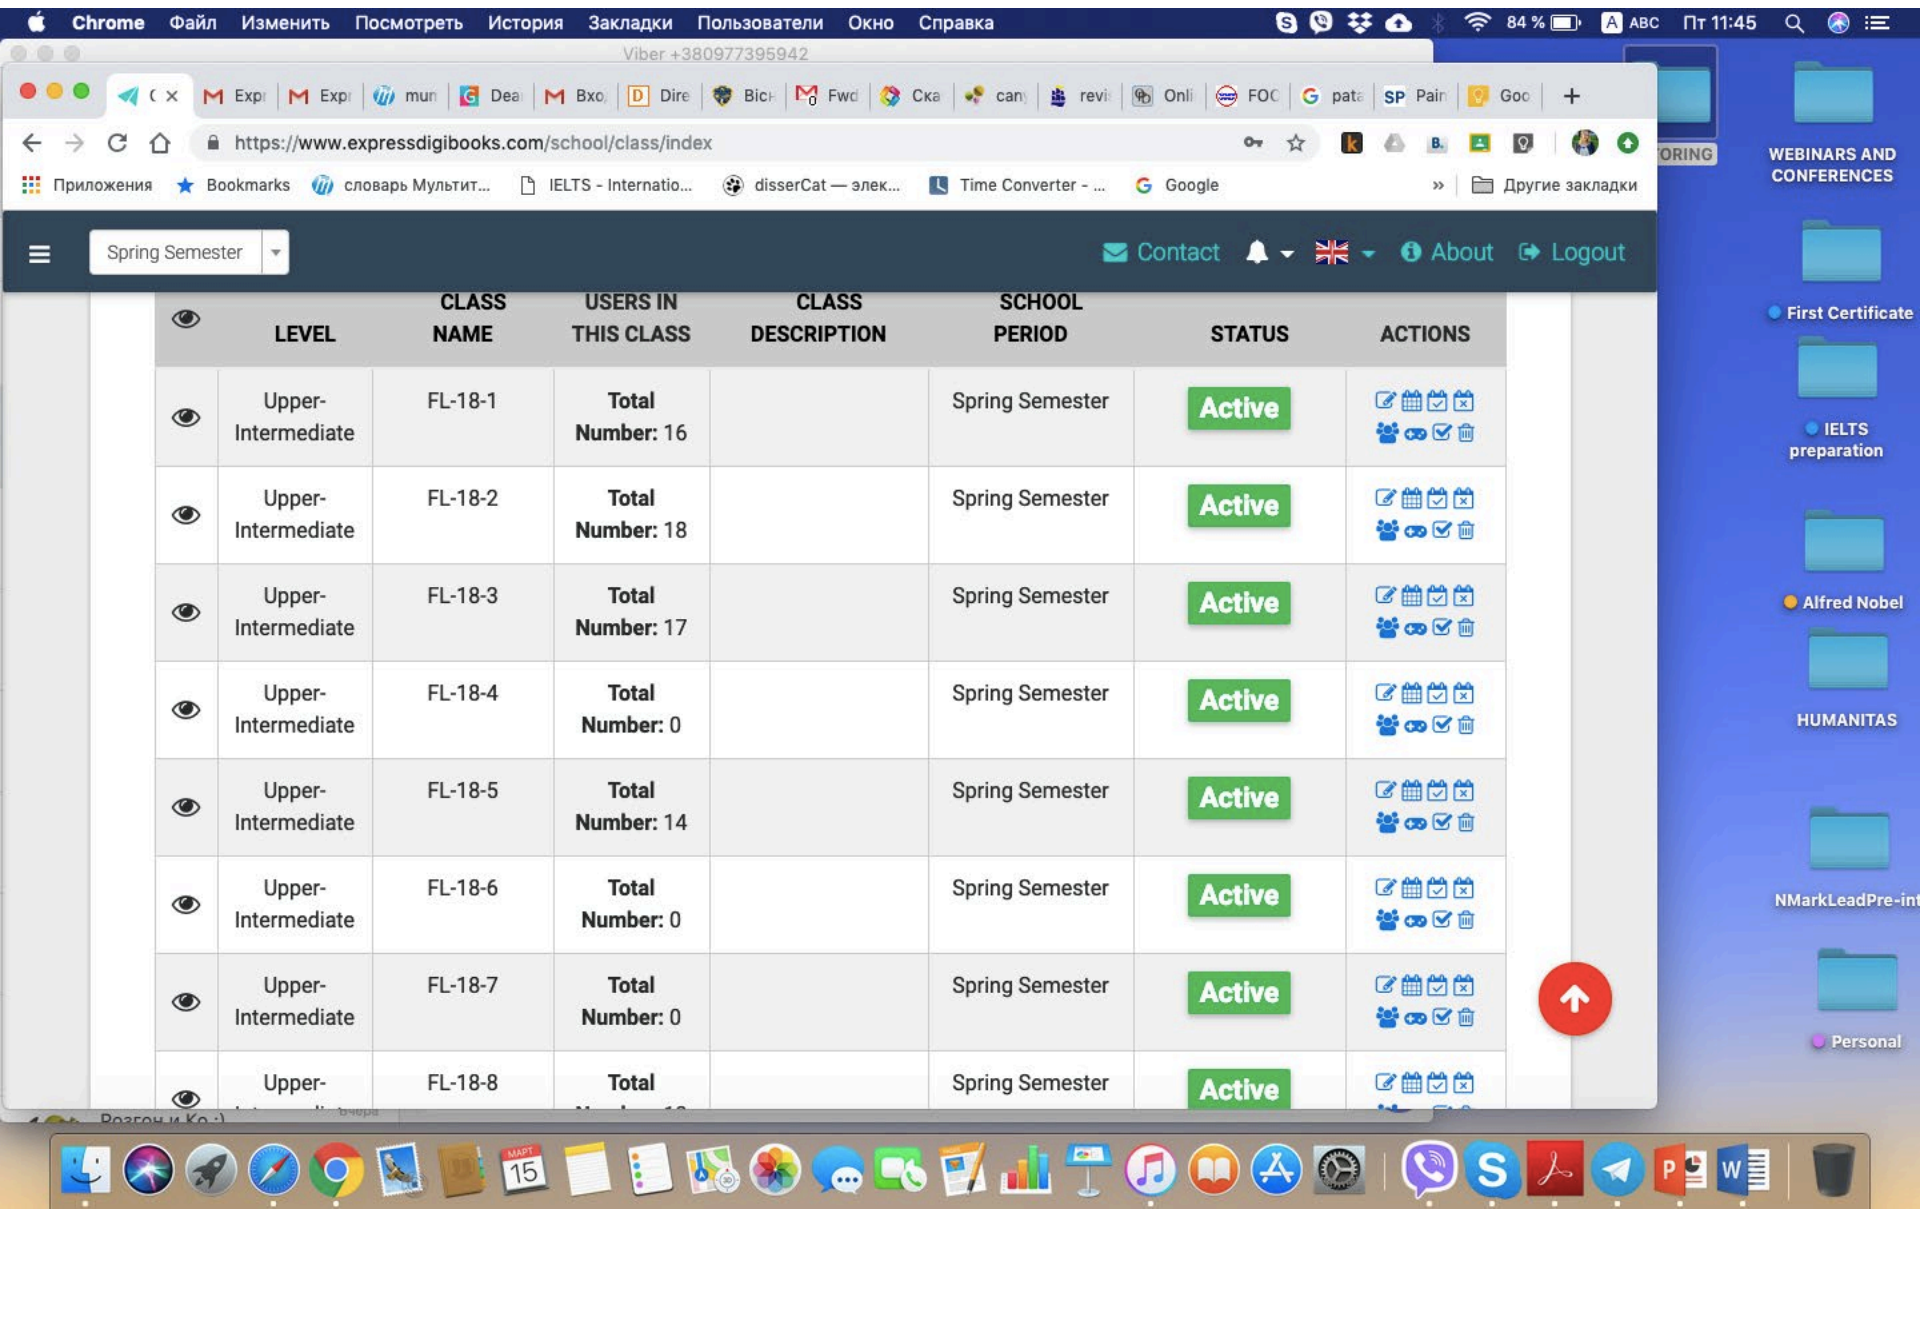 Chrome Файл Изменить Посмотреть История Закладки Пользователи Окно Справка 84 % A ABC Пт 11:45
Viber +380977395942
Expr Expr mun Dea Вхо Dire Вісн Fwd Ска can revi Onli FOC pata SP Pain Goo
https://www.expressdigibooks.com/school/class/index
Приложения Bookmarks словарь Мультит... IELTS - Internatio... disserCat — элек... Time Converter - ... Google » Другие закладки
Spring Semester Contact About Logout
LEVEL CLASS NAME USERS IN THIS CLASS CLASS DESCRIPTION SCHOOL PERIOD STATUS ACTIONS
Upper-Intermediate FL-18-1 Total Number: 16 Spring Semester Active
Upper-Intermediate FL-18-2 Total Number: 18 Spring Semester Active
Upper-Intermediate FL-18-3 Total Number: 17 Spring Semester Active
Upper-Intermediate FL-18-4 Total Number: 0 Spring Semester Active
Upper-Intermediate FL-18-5 Total Number: 14 Spring Semester Active
Upper-Intermediate FL-18-6 Total Number: 0 Spring Semester Active
Upper-Intermediate FL-18-7 Total Number: 0 Spring Semester Active
Upper- FL-18-8 Total Spring Semester Active
ORING
WEBINARS AND
CONFERENCES
First Certificate
IELTS
preparation
Alfred Nobel
HUMANITAS
NMarkLeadPre-int
Personal
МАРТ
15